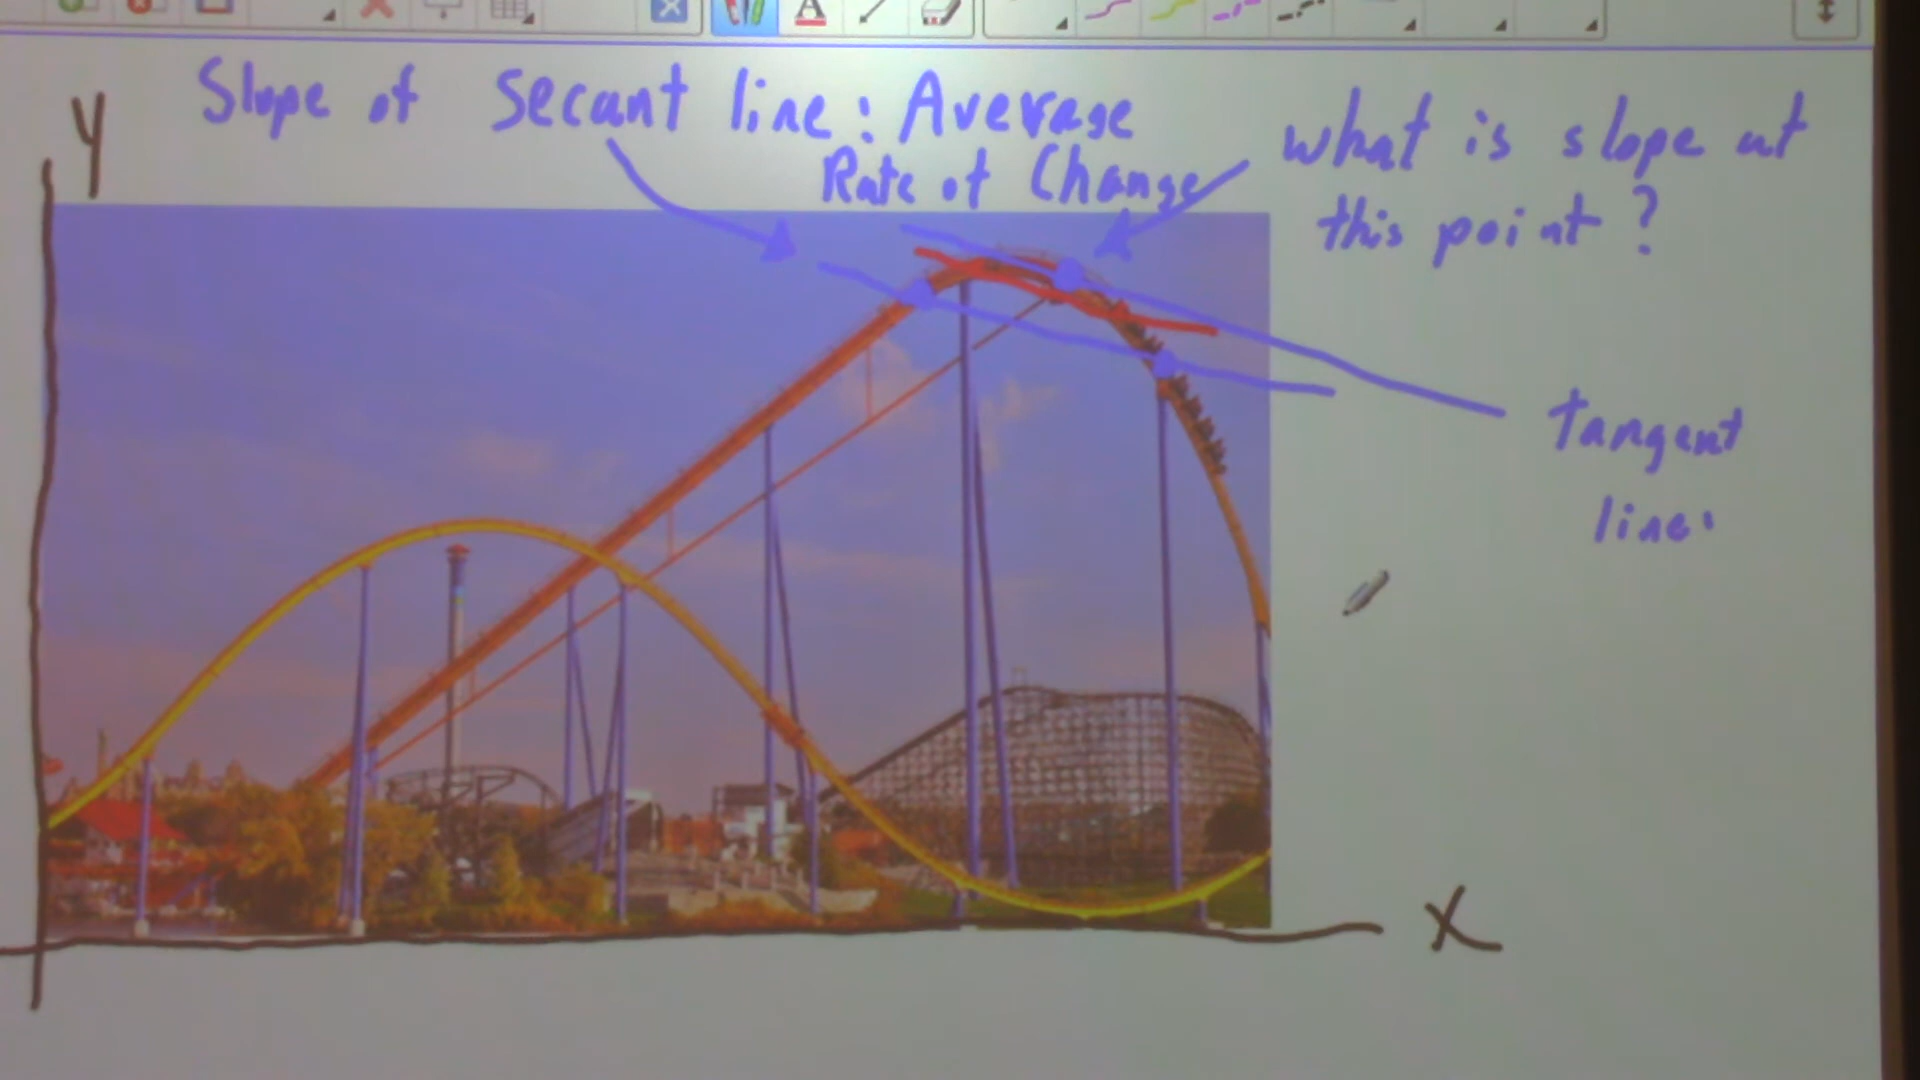 y
Slope of secant line: Average
Rate of Change
what is slope at
this point?
tangent
line:
x